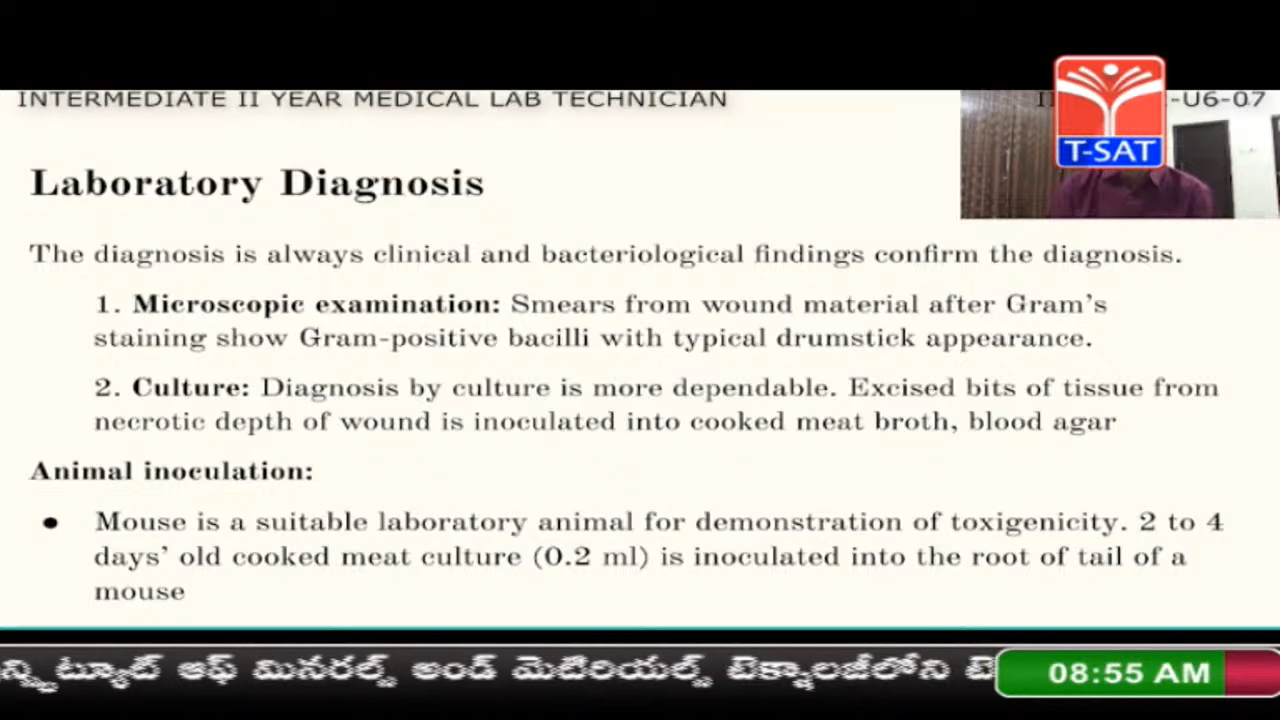 INTERMEDIATE II YEAR MEDICAL LAB TECHNICIAN
-U6-07
T-SAT
Laboratory Diagnosis
The diagnosis is always clinical and bacteriological findings confirm the diagnosis.
1. Microscopic examination: Smears from wound material after Gram's
staining show Gram-positive bacilli with typical drumstick appearance.
2. Culture: Diagnosis by culture is more dependable. Excised bits of tissue from
necrotic depth of wound is inoculated into cooked meat broth, blood agar
Animal inoculation:
● Mouse is a suitable laboratory animal for demonstration of toxigenicity. 2 to 4
days' old cooked meat culture (0.2 ml) is inoculated into the root of tail of a
mouse
ఆఫ్ మినరల్స్ అండ్ మెటీరియల్స్ టెక్నాలజీలోని
08:55 AM